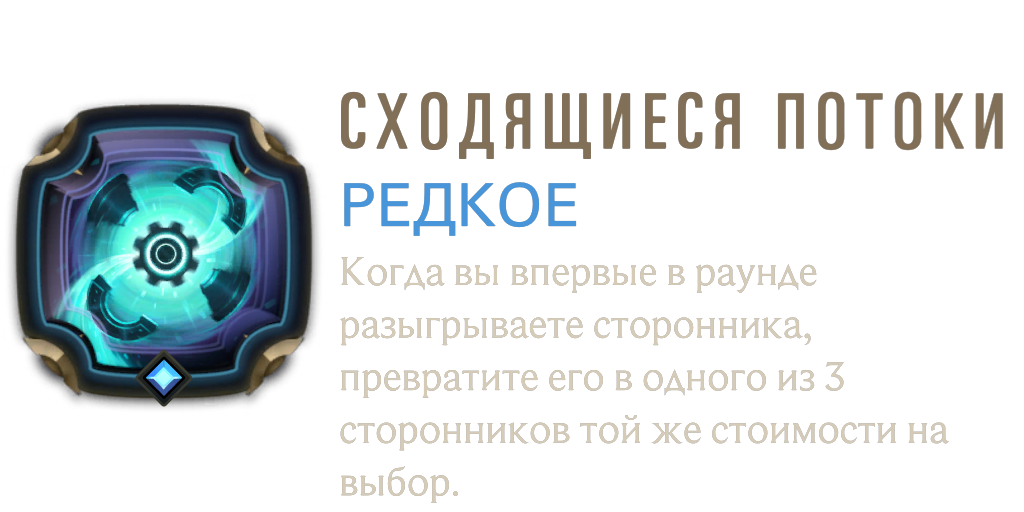 СХОДЯЩИЕСЯ ПОТОКИ
РЕДКОЕ
Когда вы впервые в раунде
разыгрываете сторонника,
превратите его в одного из 3
сторонников той же стоимости на
выбор.